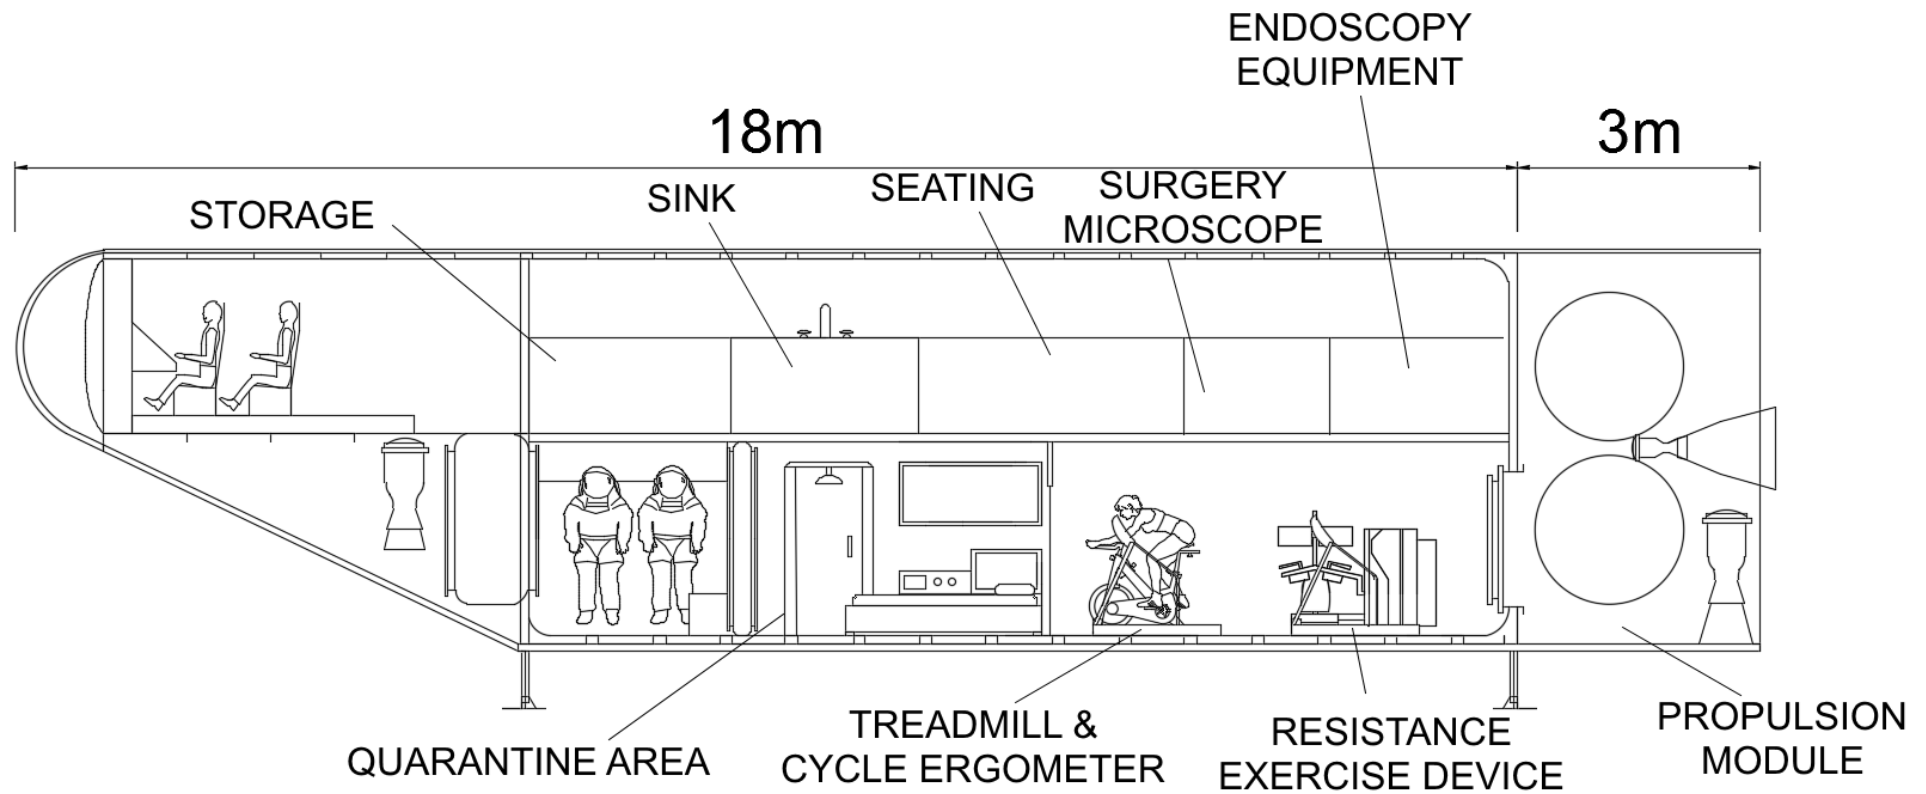 ENDOSCOPY
EQUIPMENT
18m
3m
STORAGE
SINK
SEATING
SURGERY
MICROSCOPE
QUARANTINE AREA
TREADMILL &
CYCLE ERGOMETER
RESISTANCE
EXERCISE DEVICE
PROPULSION
MODULE